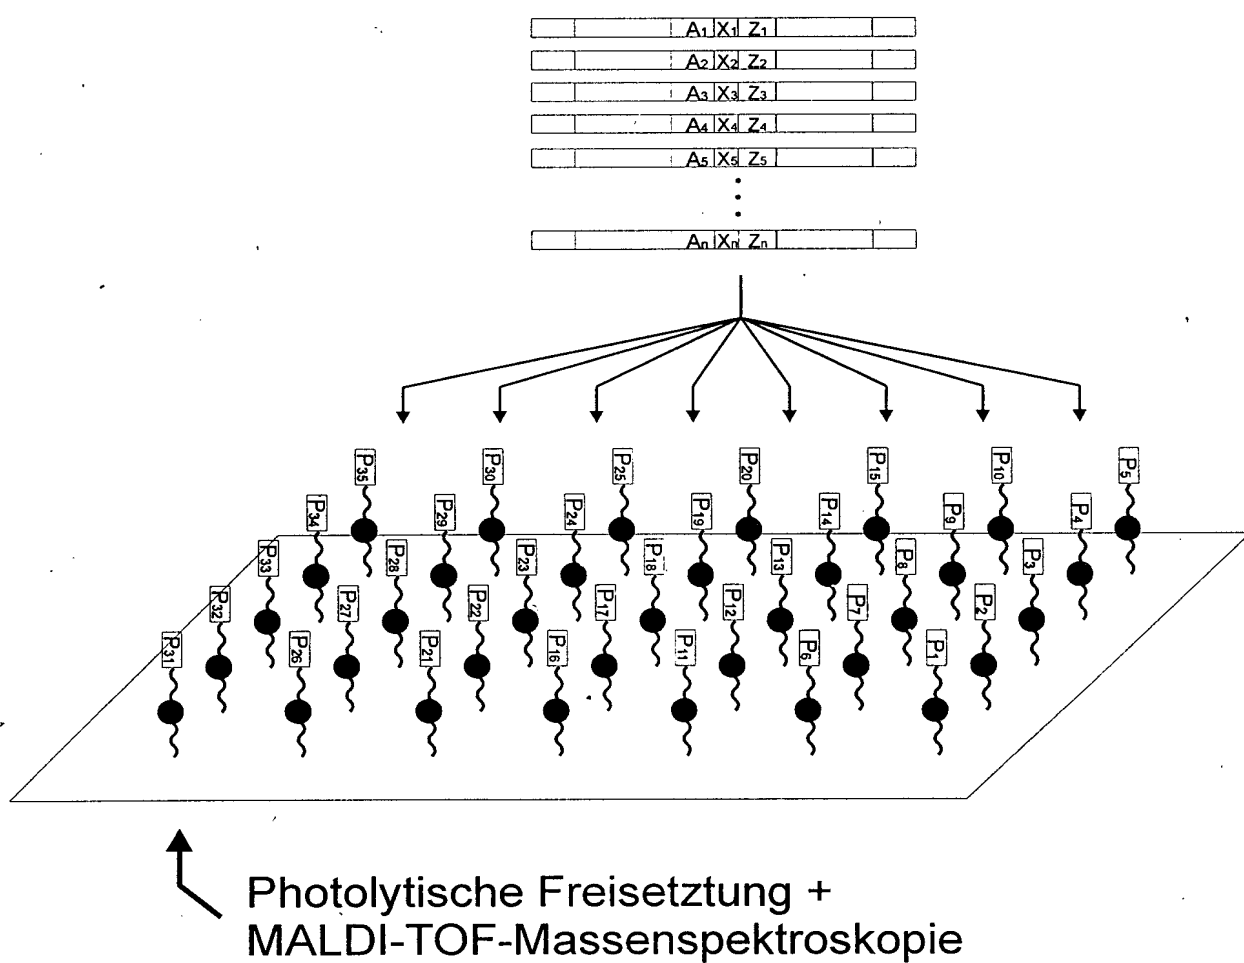 A1 X1 Z1
A2 X2 Z2
A3 X3 Z3
A4 X4 Z4
A5 X5 Z5
An Xn Zn
P35 P30 P25 P20 P15 P10 P5
P34 P29 P24 P19 P14 P9 P4
P33 P28 P23 P18 P13 P8 P3
P32 P27 P22 P17 P12 P7 P2
P31 P26 P21 P16 P11 P6 P1
Photolytische Freisetztung +
MALDI-TOF-Massenspektroskopie